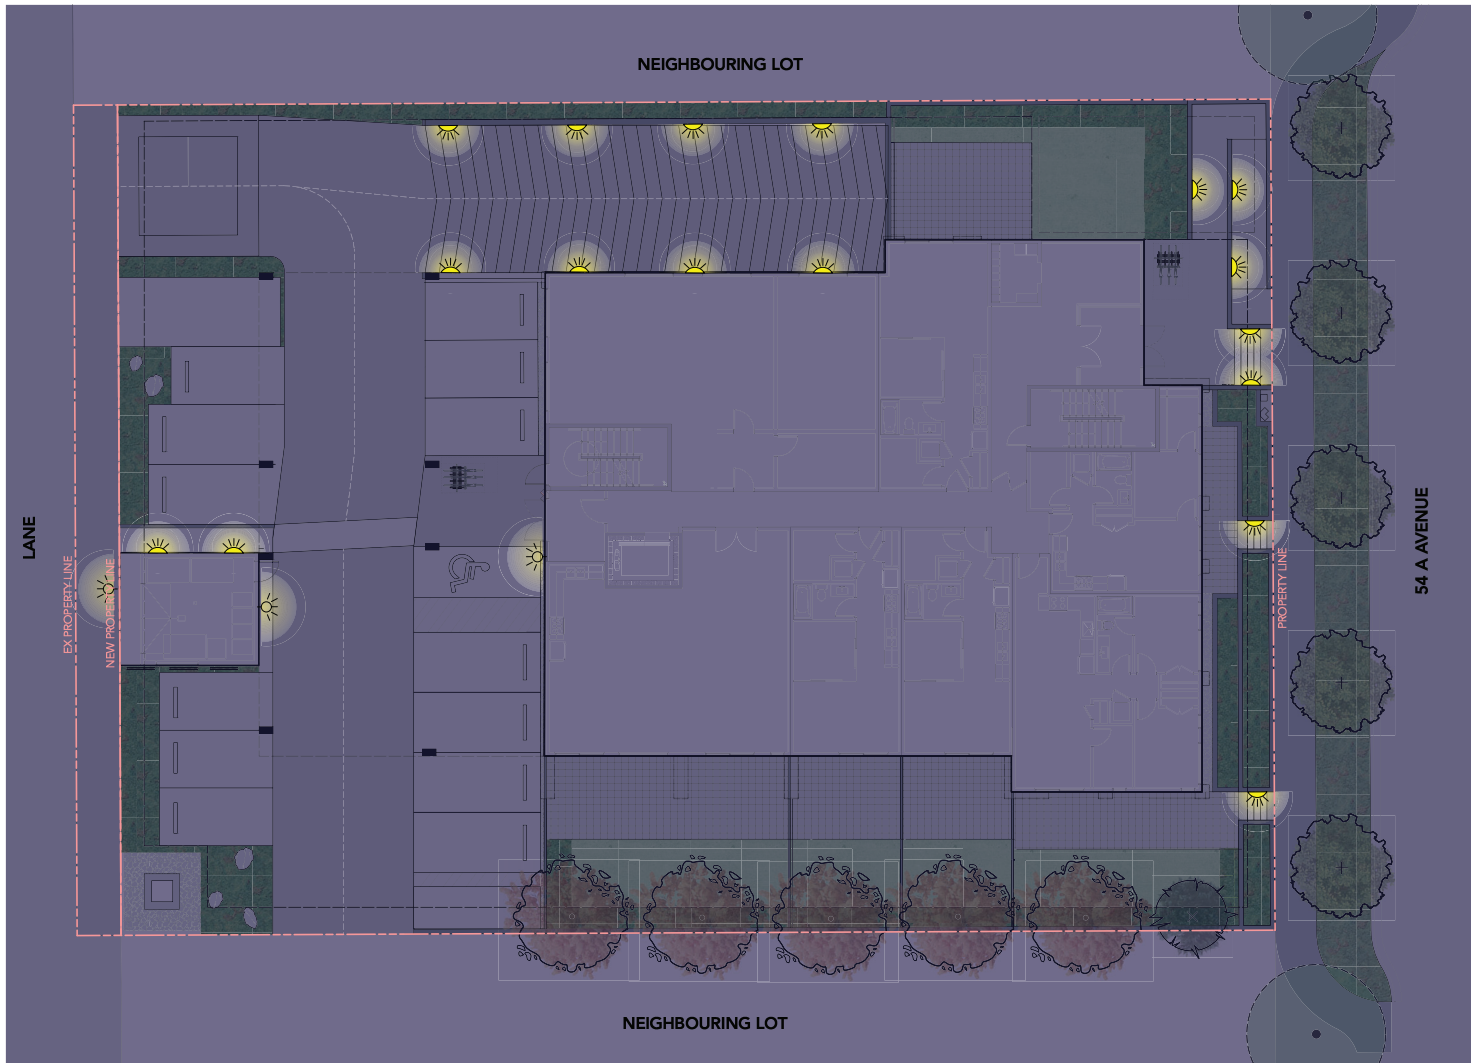 NEIGHBOURING LOT
LANE
EX PROPERTY LINE
NEW PROPERTY LINE
PROPERTY LINE
54 A AVENUE
NEIGHBOURING LOT